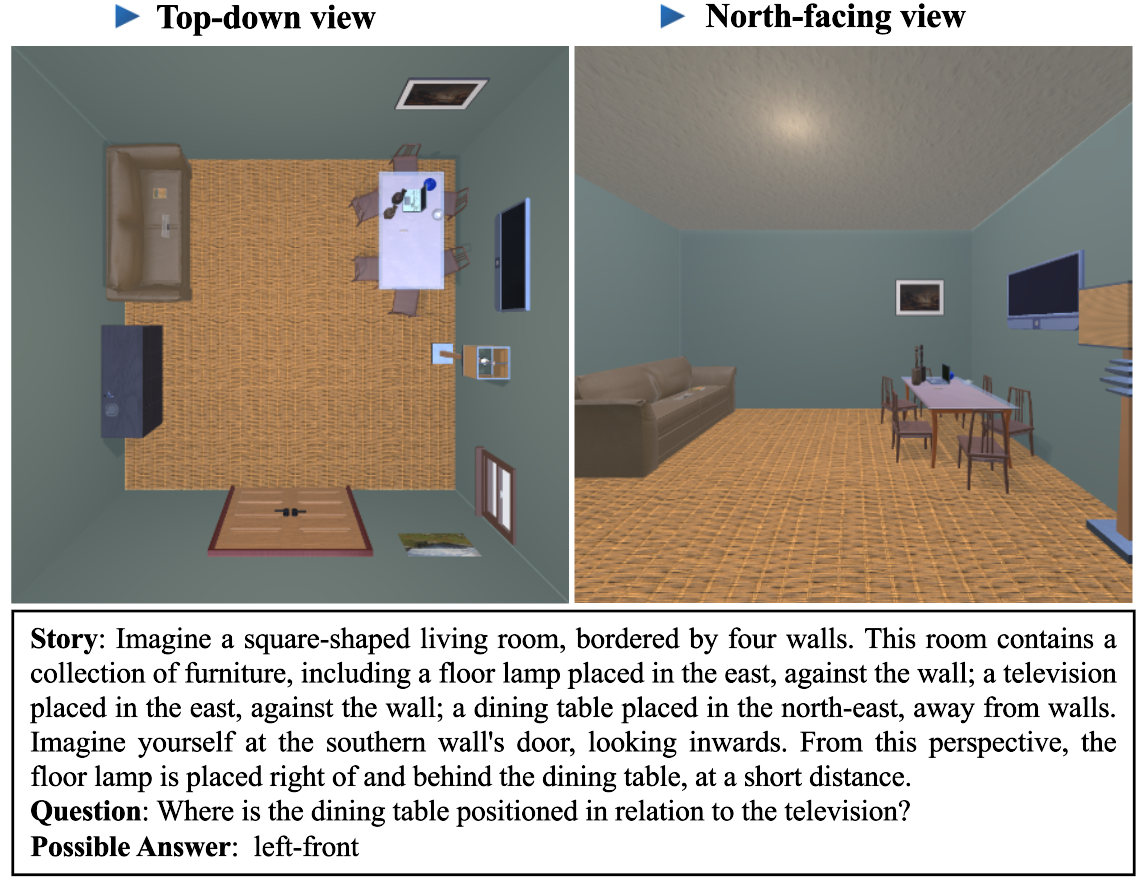 Top-down view
North-facing view
Story: Imagine a square-shaped living room, bordered by four walls. This room contains a
collection of furniture, including a floor lamp placed in the east, against the wall; a television
placed in the east, against the wall; a dining table placed in the north-east, away from walls.
Imagine yourself at the southern wall's door, looking inwards. From this perspective, the
floor lamp is placed right of and behind the dining table, at a short distance.
Question: Where is the dining table positioned in relation to the television?
Possible Answer: left-front